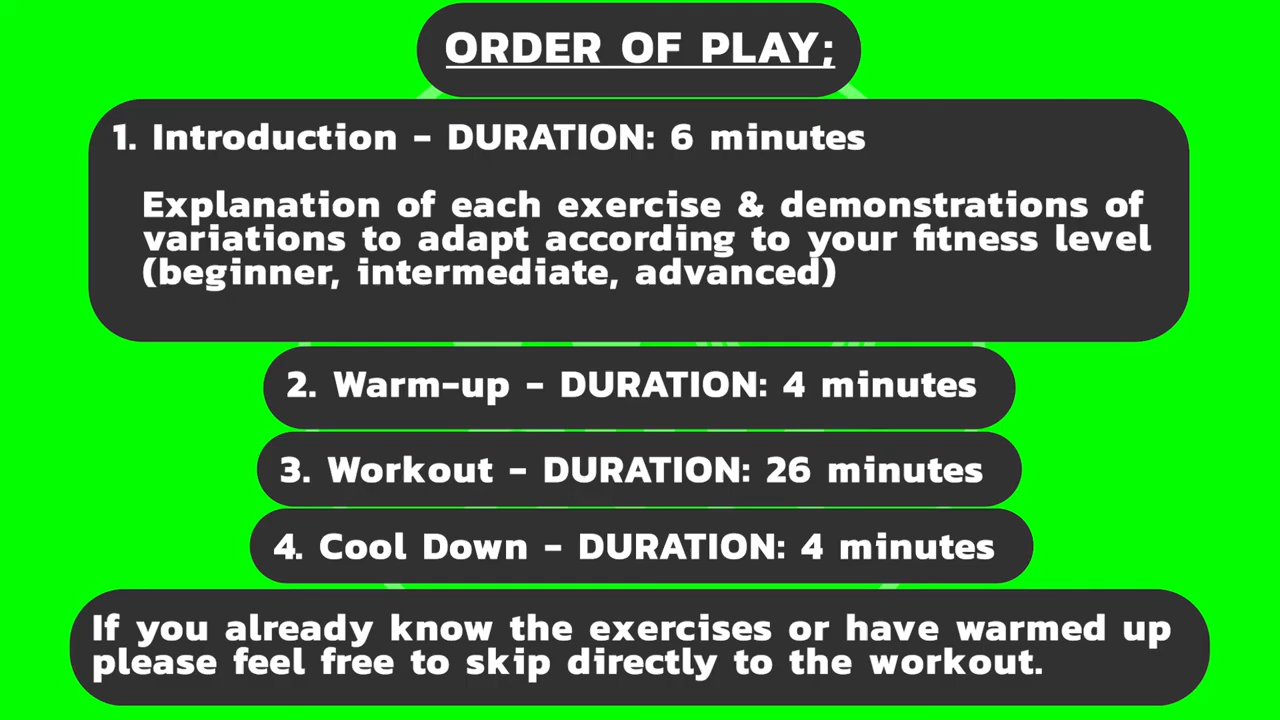 ORDER OF PLAY;
1. Introduction - DURATION: 6 minutes
Explanation of each exercise & demonstrations of
variations to adapt according to your fitness level
(beginner, intermediate, advanced)
2. Warm-up - DURATION: 4 minutes
3. Workout - DURATION: 26 minutes
4. Cool Down - DURATION: 4 minutes
If you already know the exercises or have warmed up
please feel free to skip directly to the workout.